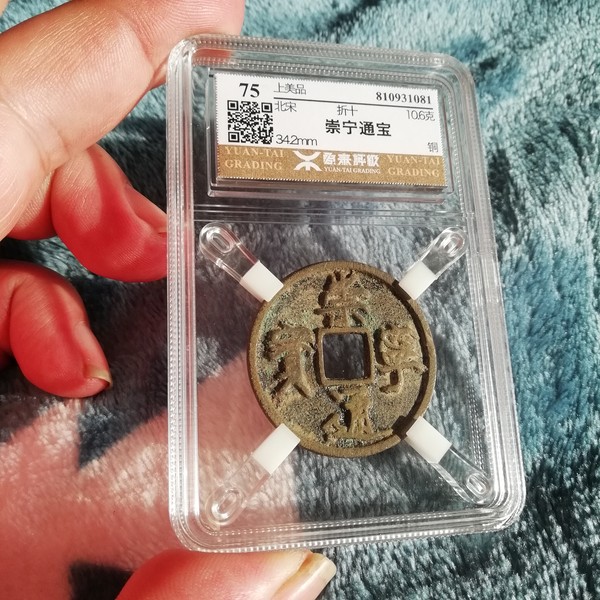 75 上美品 810931081
北宋 折十 10.6克
崇宁通宝
34.2mm 铜
YUAN-TAI GRADING
源泰评级
YUAN-TAI GRADING
YUAN-TAI GRADING
崇寧通寳